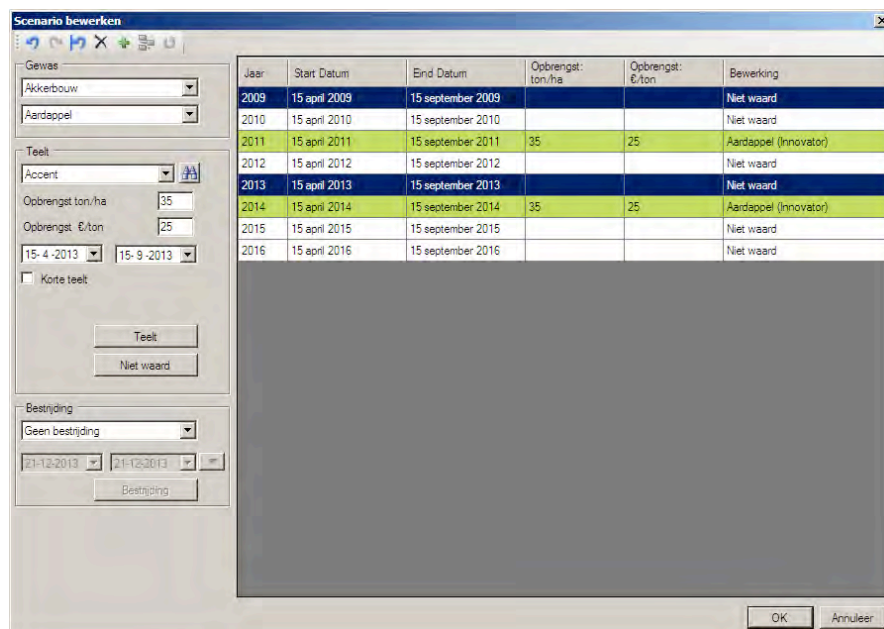 Scenario bewerken
Gewas
Akkerbouw
Aardappel
Teelt
Accent
Opbrengst ton/ha 35
Opbrengst €/ton 25
15- 4 -2013 15- 9 -2013
Korte teelt
Teelt
Niet waard
Bestrijding
Geen bestrijding
21-12-2013 21-12-2013
Bestrijding
Jaar Start Datum Eind Datum Opbrengst: ton/ha Opbrengst: €/ton Bewerking
2009 15 april 2009 15 september 2009 Niet waard
2010 15 april 2010 15 september 2010 Niet waard
2011 15 april 2011 15 september 2011 35 25 Aardappel (Innovator)
2012 15 april 2012 15 september 2012 Niet waard
2013 15 april 2013 15 september 2013 Niet waard
2014 15 april 2014 15 september 2014 35 25 Aardappel (Innovator)
2015 15 april 2015 15 september 2015 Niet waard
2016 15 april 2016 15 september 2016 Niet waard
OK Annuleer